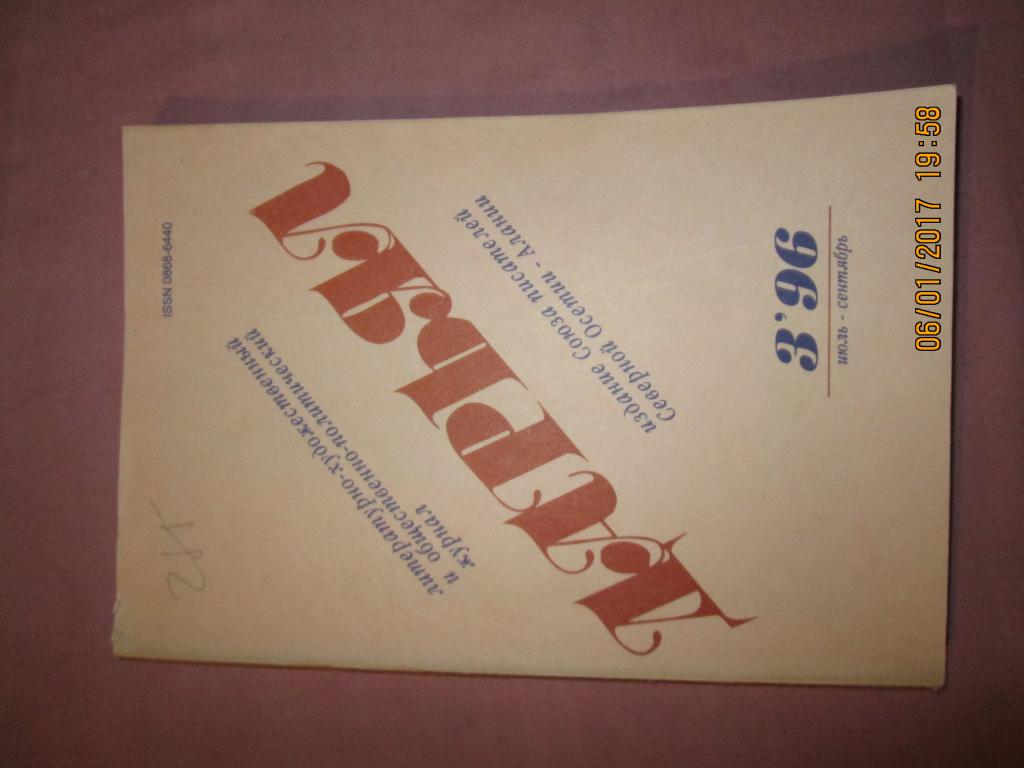 ISSN 0868-6440
24
литературно-художественный
и общественно-политический
журнал
Дарьял
издание Союза писателей
Северной Осетии - Алании
3'96
июль - сентябрь
06/01/2017 19:58